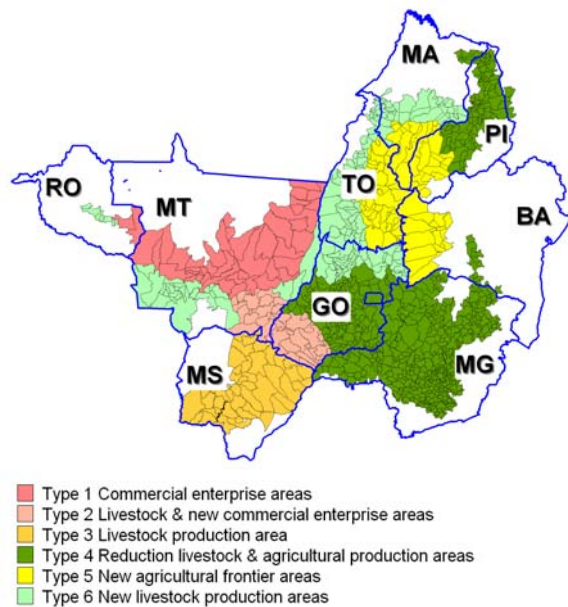 MA
PI
RO
MT
TO
BA
GO
MS
MG
Type 1 Commercial enterprise areas
Type 2 Livestock & new commercial enterprise areas
Type 3 Livestock production area
Type 4 Reduction livestock & agricultural production areas
Type 5 New agricultural frontier areas
Type 6 New livestock production areas